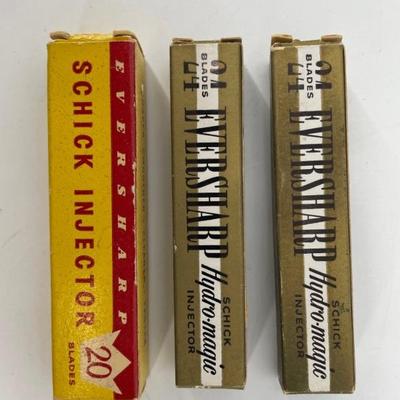 EVERSHARP
SCHICK INJECTOR
20
BLADES
24
BLADES
EVERSHARP
Hydro-magic
SCHICK
INJECTOR
24
BLADES
EVERSHARP
Hydro-magic
SCHICK
INJECTOR